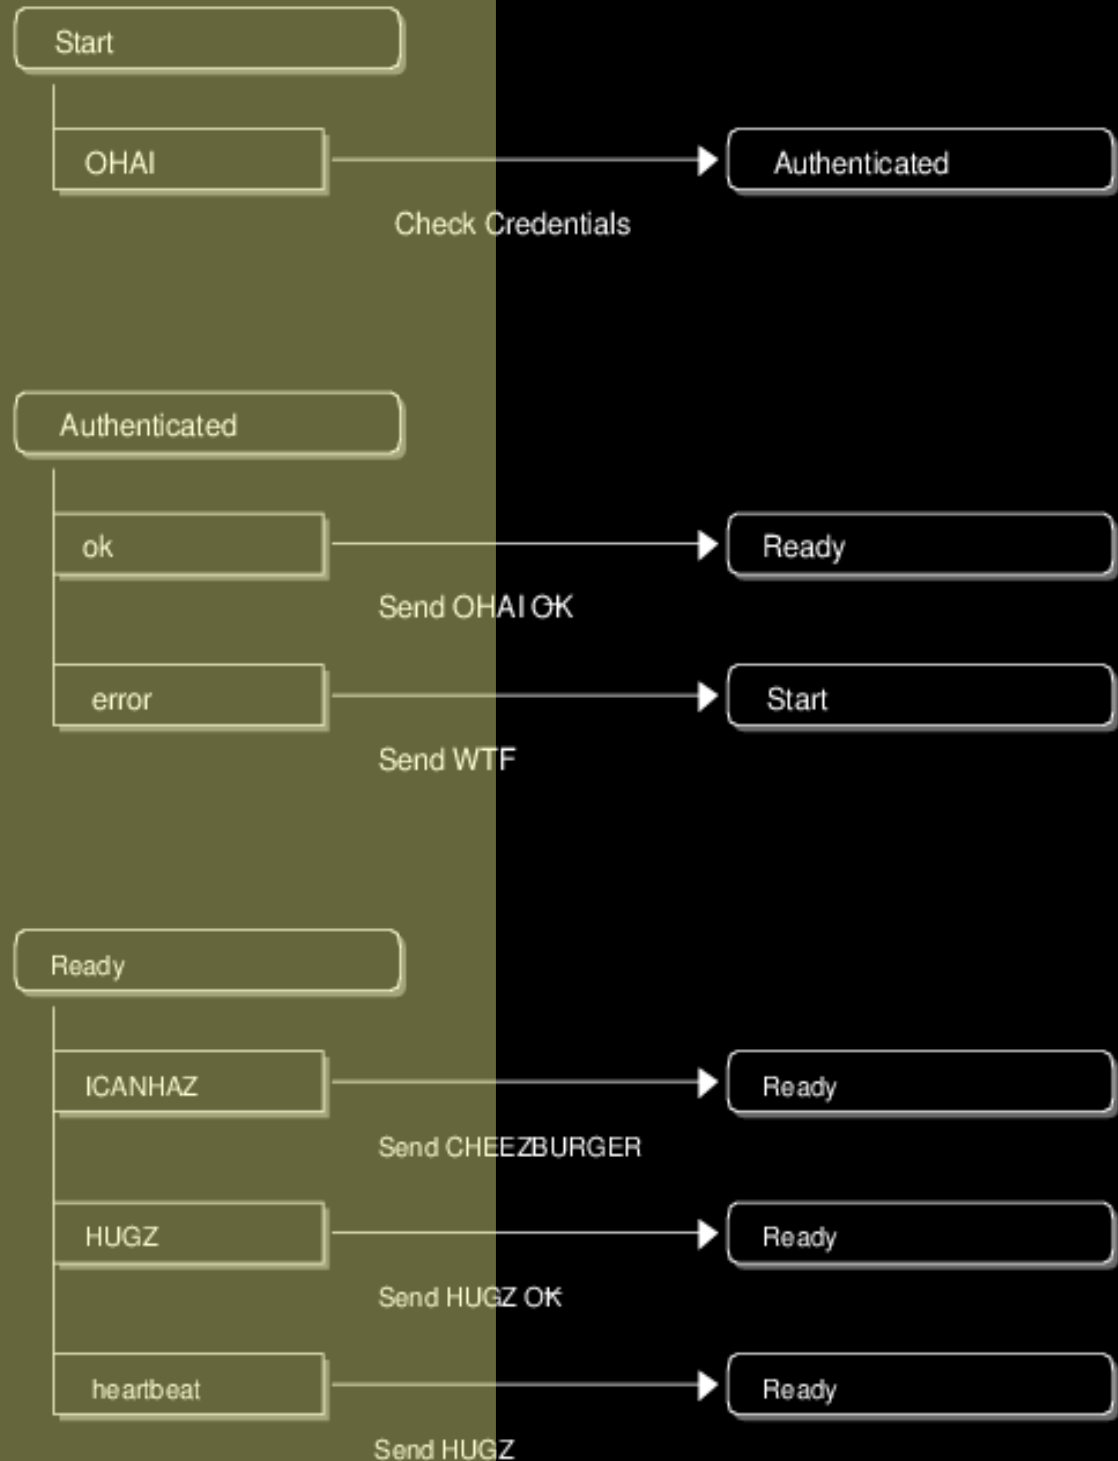 Start
OHAI
Authenticated
Check Credentials
Authenticated
ok
Ready
Send OHAI OK
error
Start
Send WTF
Ready
ICANHAZ
Ready
Send CHEEZBURGER
HUGZ
Ready
Send HUGZ OK
heartbeat
Ready
Send HUGZ